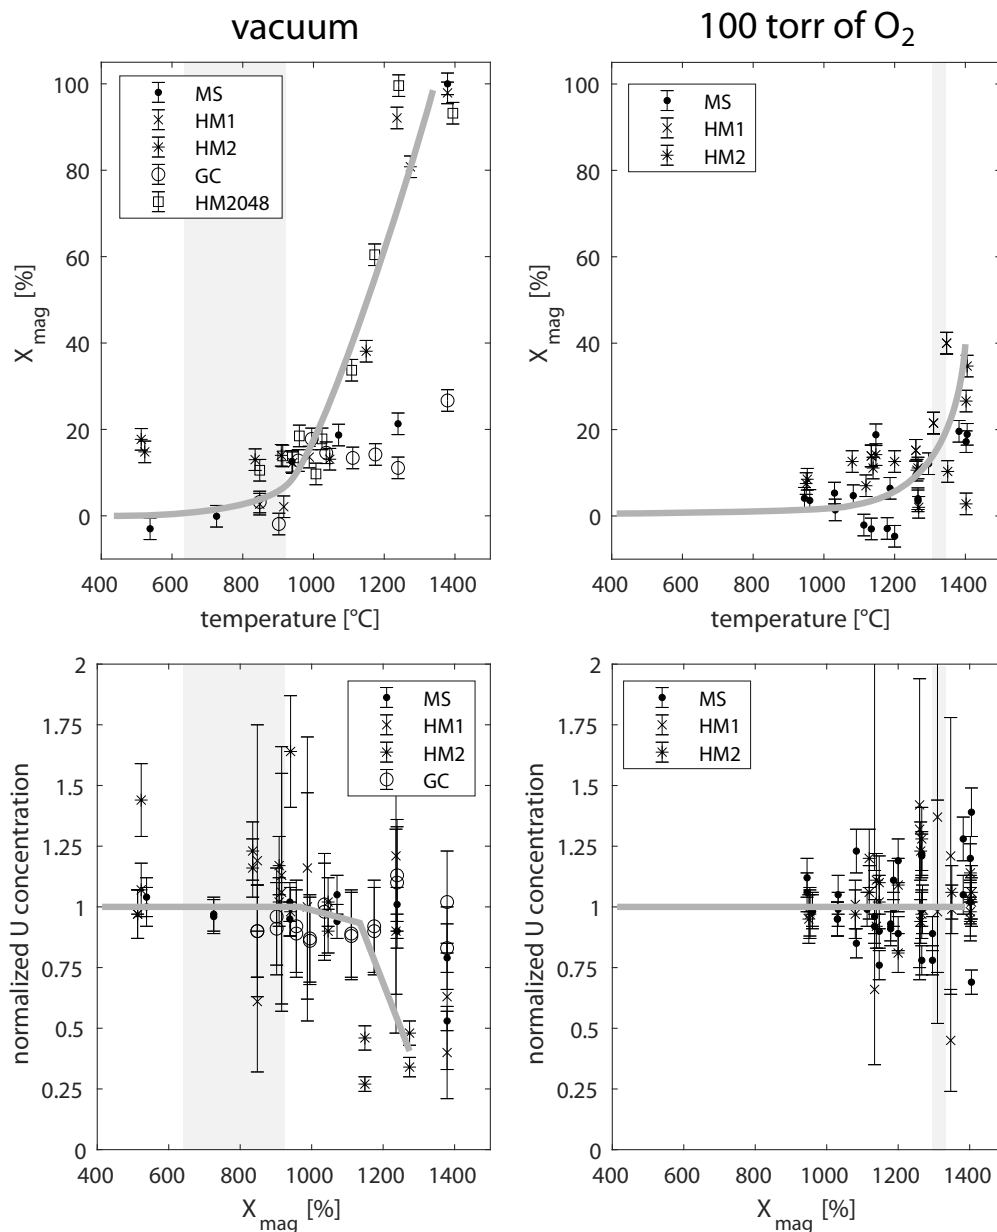 vacuum
100 torr of O2
100
80
60
40
20
0
X mag [%]
MS
HM1
HM2
GC
HM2048
400 600 800 1000 1200 1400
temperature [°C]
100
80
60
40
20
0
X mag [%]
MS
HM1
HM2
400 600 800 1000 1200 1400
temperature [°C]
2
1.75
1.5
1.25
1
0.75
0.5
0.25
0
normalized U concentration
MS
HM1
HM2
GC
400 600 800 1000 1200 1400
X mag [%]
2
1.75
1.5
1.25
1
0.75
0.5
0.25
0
normalized U concentration
MS
HM1
HM2
400 600 800 1000 1200 1400
X mag [%]